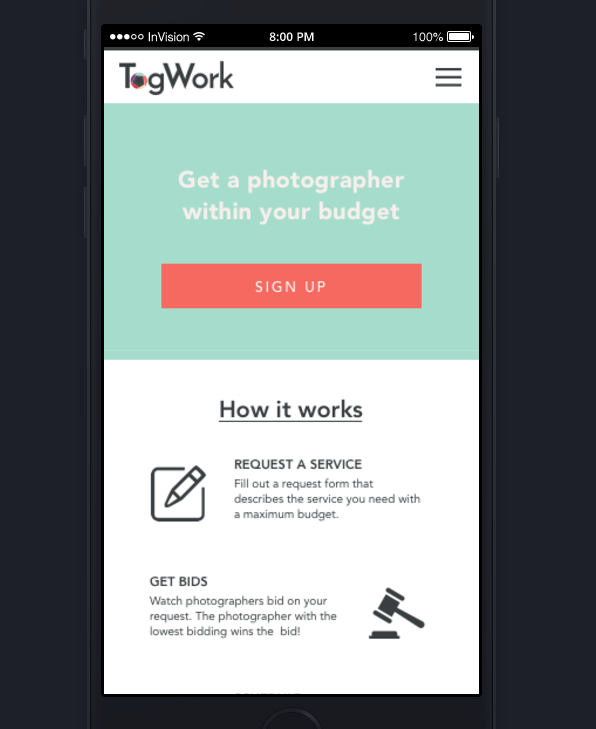 InVision 8:00 PM 100%
TogWork
Get a photographer
within your budget
SIGN UP
How it works
REQUEST A SERVICE
Fill out a request form that
describes the service you need with
a maximum budget.
GET BIDS
Watch photographers bid on your
request. The photographer with the
lowest bidding wins the  bid!